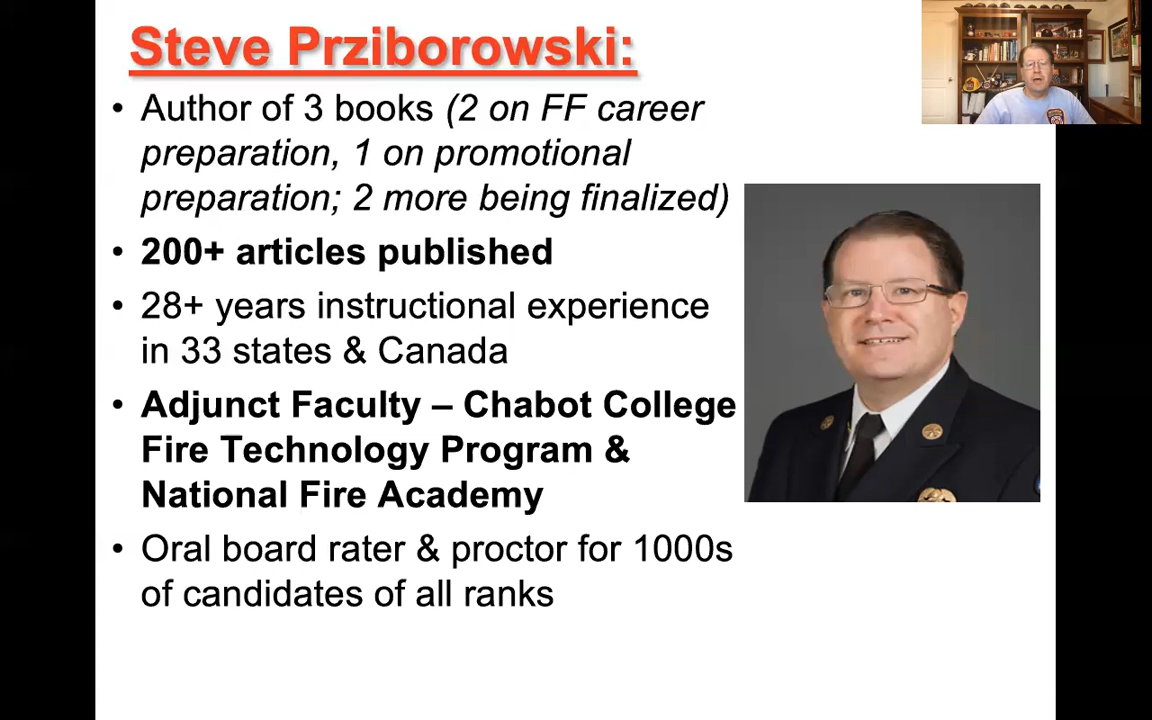 Steve Prziborowski:
• Author of 3 books (2 on FF career
preparation, 1 on promotional
preparation; 2 more being finalized)
• 200+ articles published
• 28+ years instructional experience
in 33 states & Canada
• Adjunct Faculty – Chabot College
Fire Technology Program &
National Fire Academy
• Oral board rater & proctor for 1000s
of candidates of all ranks